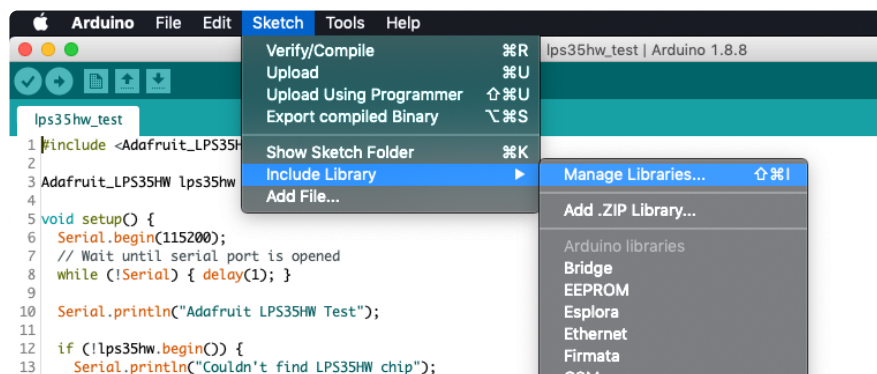 Arduino File Edit Sketch Tools Help
lps35hw_test | Arduino 1.8.8
Verify/Compile ⌘R
Upload ⌘U
Upload Using Programmer ⇧⌘U
Export compiled Binary ⌥⌘S
Show Sketch Folder ⌘K
Include Library ▶
Add File...
Manage Libraries... ⇧⌘I
Add .ZIP Library...
Arduino libraries
Bridge
EEPROM
Esplora
Ethernet
Firmata
lps35hw_test
1 #include <Adafruit_LPS35H
2
3 Adafruit_LPS35HW lps35hw
4
5 void setup() {
6 Serial.begin(115200);
7 // Wait until serial port is opened
8 while (!Serial) { delay(1); }
9
10 Serial.println("Adafruit LPS35HW Test");
11
12 if (!lps35hw.begin()) {
13 Serial.println("Couldn't find LPS35HW chip");